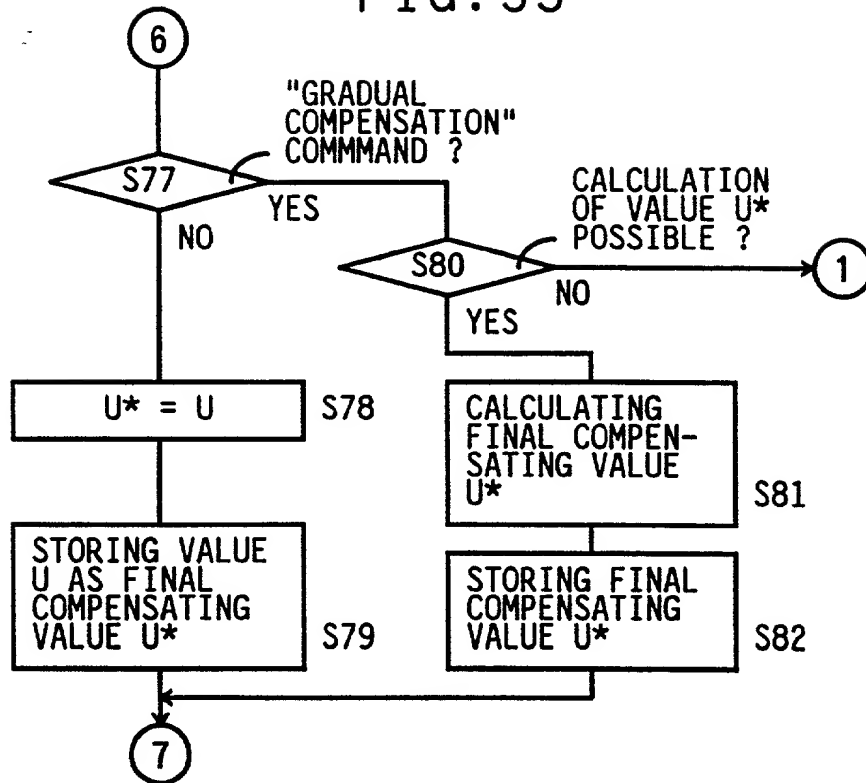 6
"GRADUAL
COMPENSATION"
COMMMAND ?
S77
YES
NO
CALCULATION
OF VALUE U*
POSSIBLE ?
S80
NO
YES
1
U* = U
S78
CALCULATING
FINAL COMPEN-
SATING VALUE
U*
S81
STORING VALUE
U AS FINAL
COMPENSATING
VALUE U*
S79
STORING FINAL
COMPENSATING
VALUE U*
S82
7